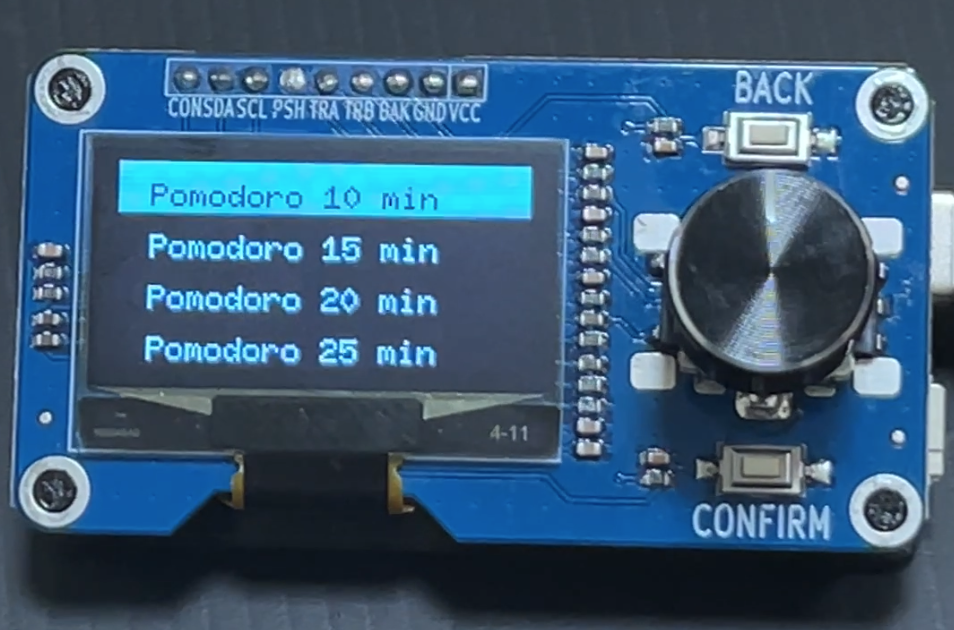 BACK
CON SDA SCL PSH TRA TRB BAK GND VCC
Pomodoro 10 min
Pomodoro 15 min
Pomodoro 20 min
Pomodoro 25 min
4-11
CONFIRM